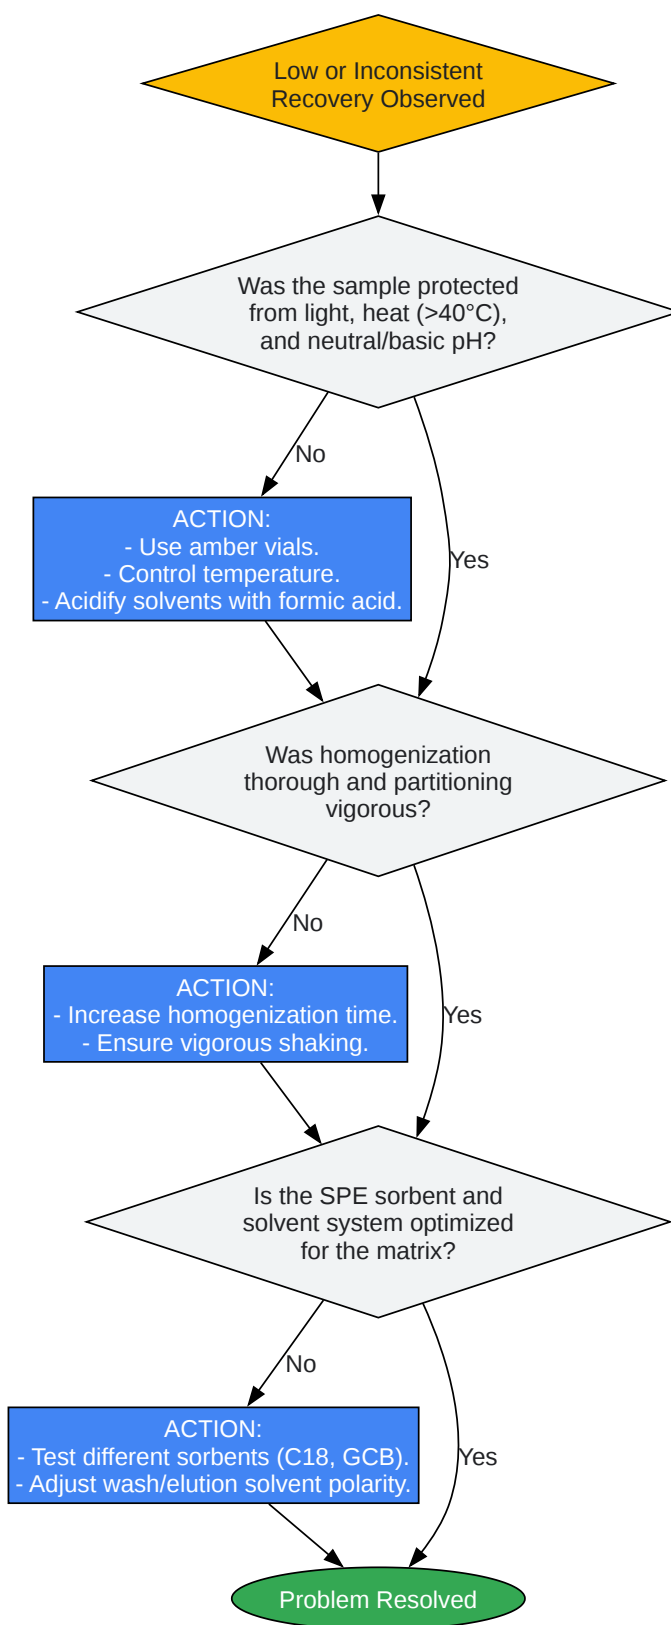 Low or Inconsistent
Recovery Observed
Was the sample protected
from light, heat (>40°C),
and neutral/basic pH?
No
ACTION:
- Use amber vials.
- Control temperature.
- Acidify solvents with formic acid.
Yes
Was homogenization
thorough and partitioning
vigorous?
No
ACTION:
- Increase homogenization time.
- Ensure vigorous shaking.
Yes
Is the SPE sorbent and
solvent system optimized
for the matrix?
No
ACTION:
- Test different sorbents (C18, GCB).
- Adjust wash/elution solvent polarity.
Yes
Problem Resolved